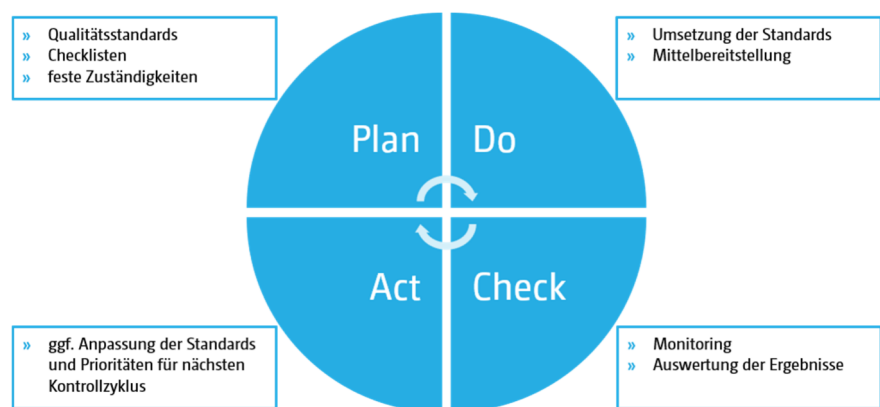 » Qualitätsstandards
» Checklisten
» feste Zuständigkeiten
» Umsetzung der Standards
» Mittelbereitstellung
Plan
Do
Act
Check
» ggf. Anpassung der Standards
und Prioritäten für nächsten
Kontrollzyklus
» Monitoring
» Auswertung der Ergebnisse